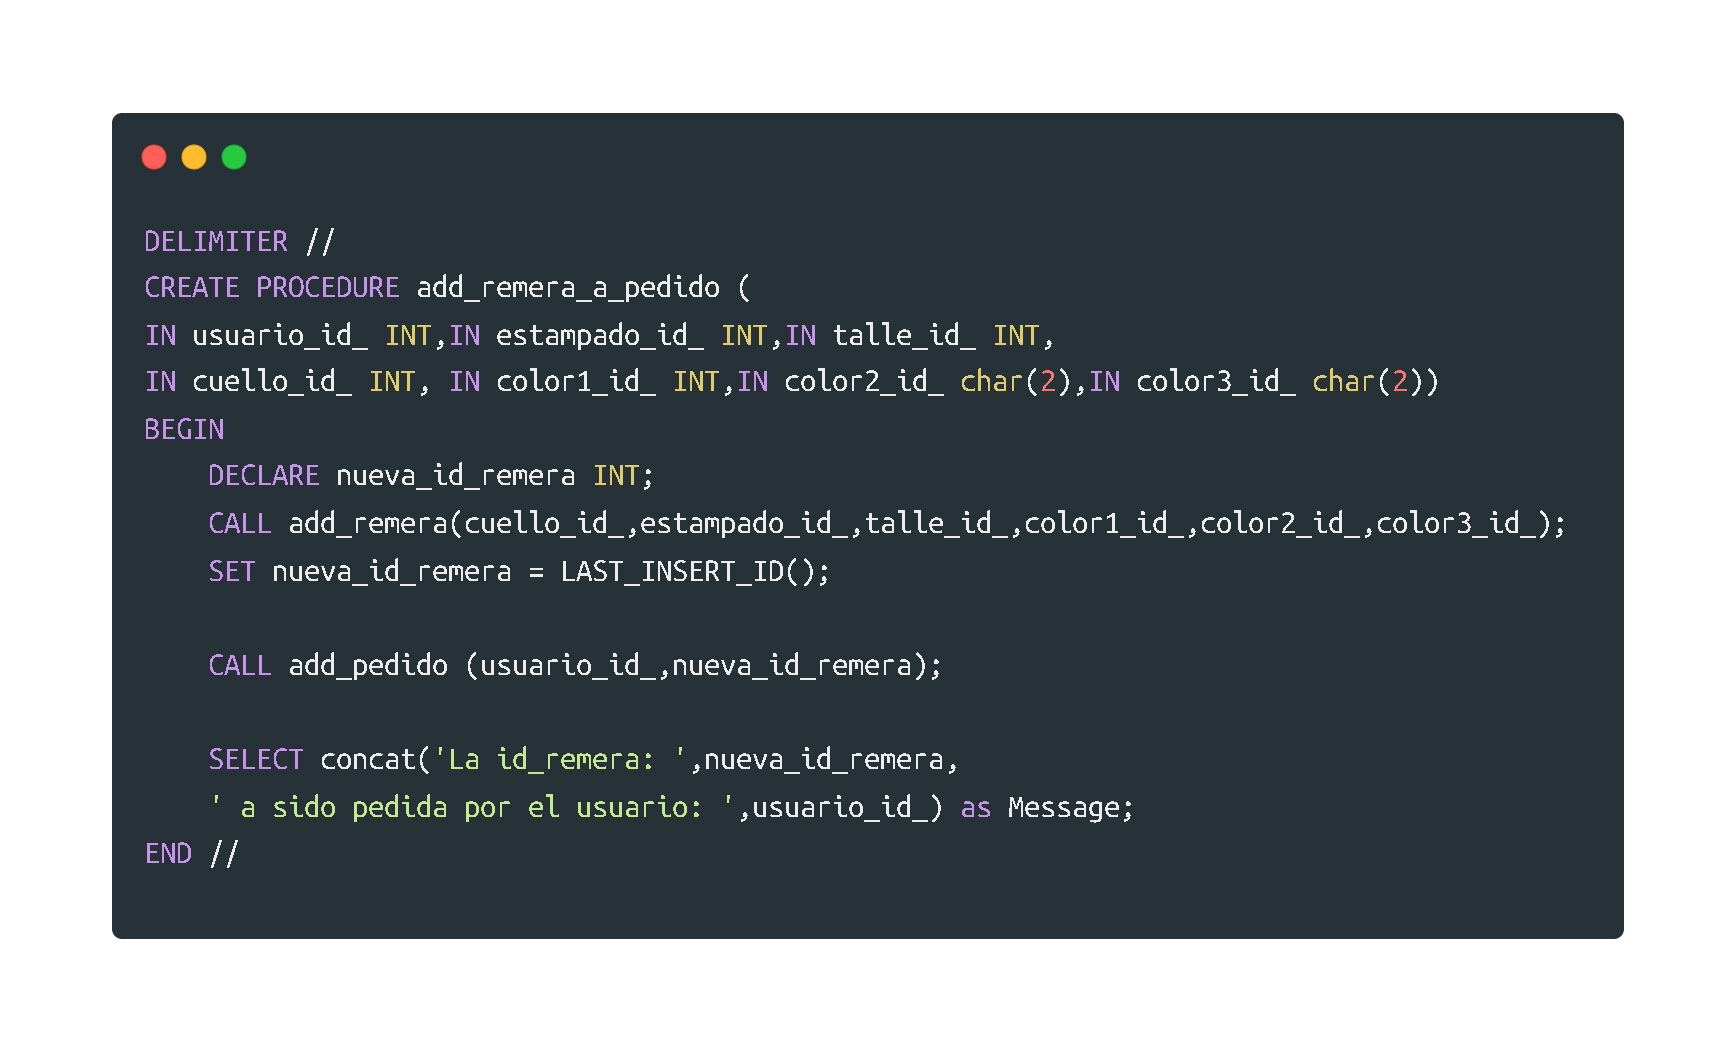 DELIMITER //
CREATE PROCEDURE add_remera_a_pedido (
IN usuario_id_ INT,IN estampado_id_ INT,IN talle_id_ INT,
IN cuello_id_ INT, IN color1_id_ INT,IN color2_id_ char(2),IN color3_id_ char(2))
BEGIN
    DECLARE nueva_id_remera INT;
    CALL add_remera(cuello_id_,estampado_id_,talle_id_,color1_id_,color2_id_,color3_id_);
    SET nueva_id_remera = LAST_INSERT_ID();
    CALL add_pedido (usuario_id_,nueva_id_remera);
    SELECT concat('La id_remera: ',nueva_id_remera,
    ' a sido pedida por el usuario: ',usuario_id_) as Message;
END //